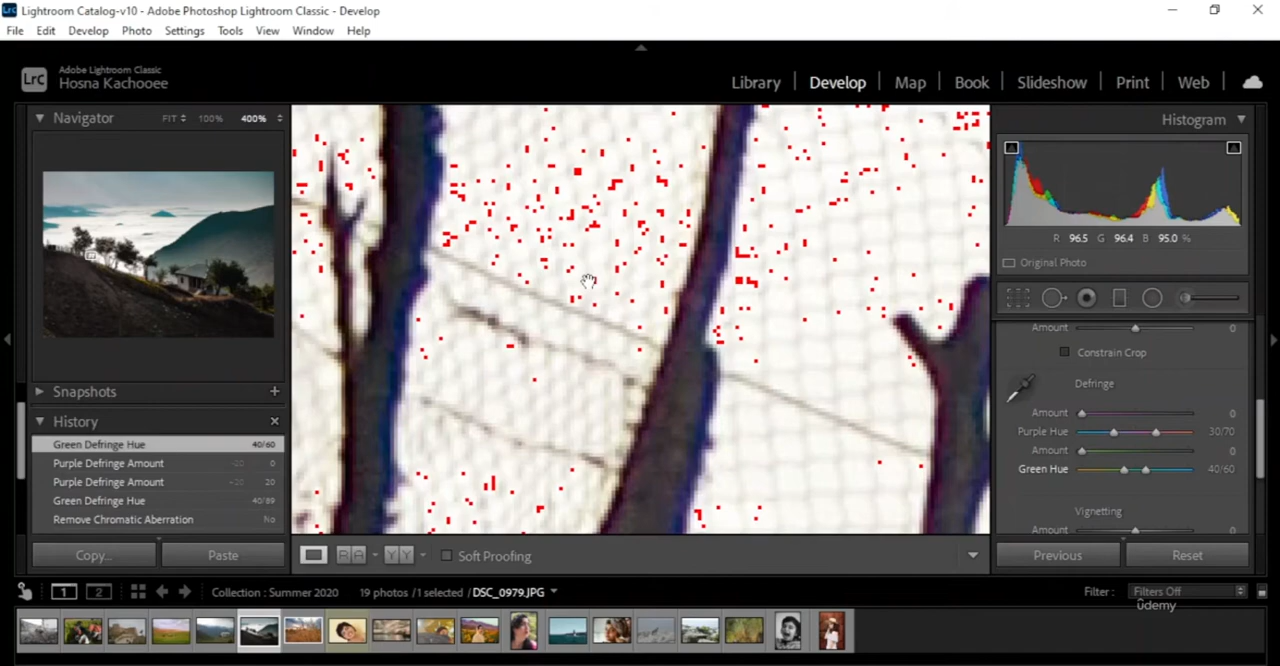 Lightroom Catalog-v10 - Adobe Photoshop Lightroom Classic - Develop
File Edit Develop Photo Settings Tools View Window Help
LrC Adobe Lightroom Classic
Hosna Kachooee
Library | Develop | Map | Book | Slideshow | Print | Web
Navigator FIT 100% 400%
Histogram
R 96.5 G 96.4 B 95.0 %
Original Photo
Amount 0
Constrain Crop
Defringe
Amount 0
Purple Hue 30/70
Amount 0
Green Hue 40/60
Vignetting
Amount 0
Snapshots
History
Green Defringe Hue 40/60
Purple Defringe Amount -20 0
Purple Defringe Amount +20 20
Green Defringe Hue 40/89
Remove Chromatic Aberration No
Copy... Paste
R A Y Y Soft Proofing
Previous Reset
1 2 Collection : Summer 2020 19 photos /1 selected /DSC_0979.JPG
Filter : Filters Off
ûdemy